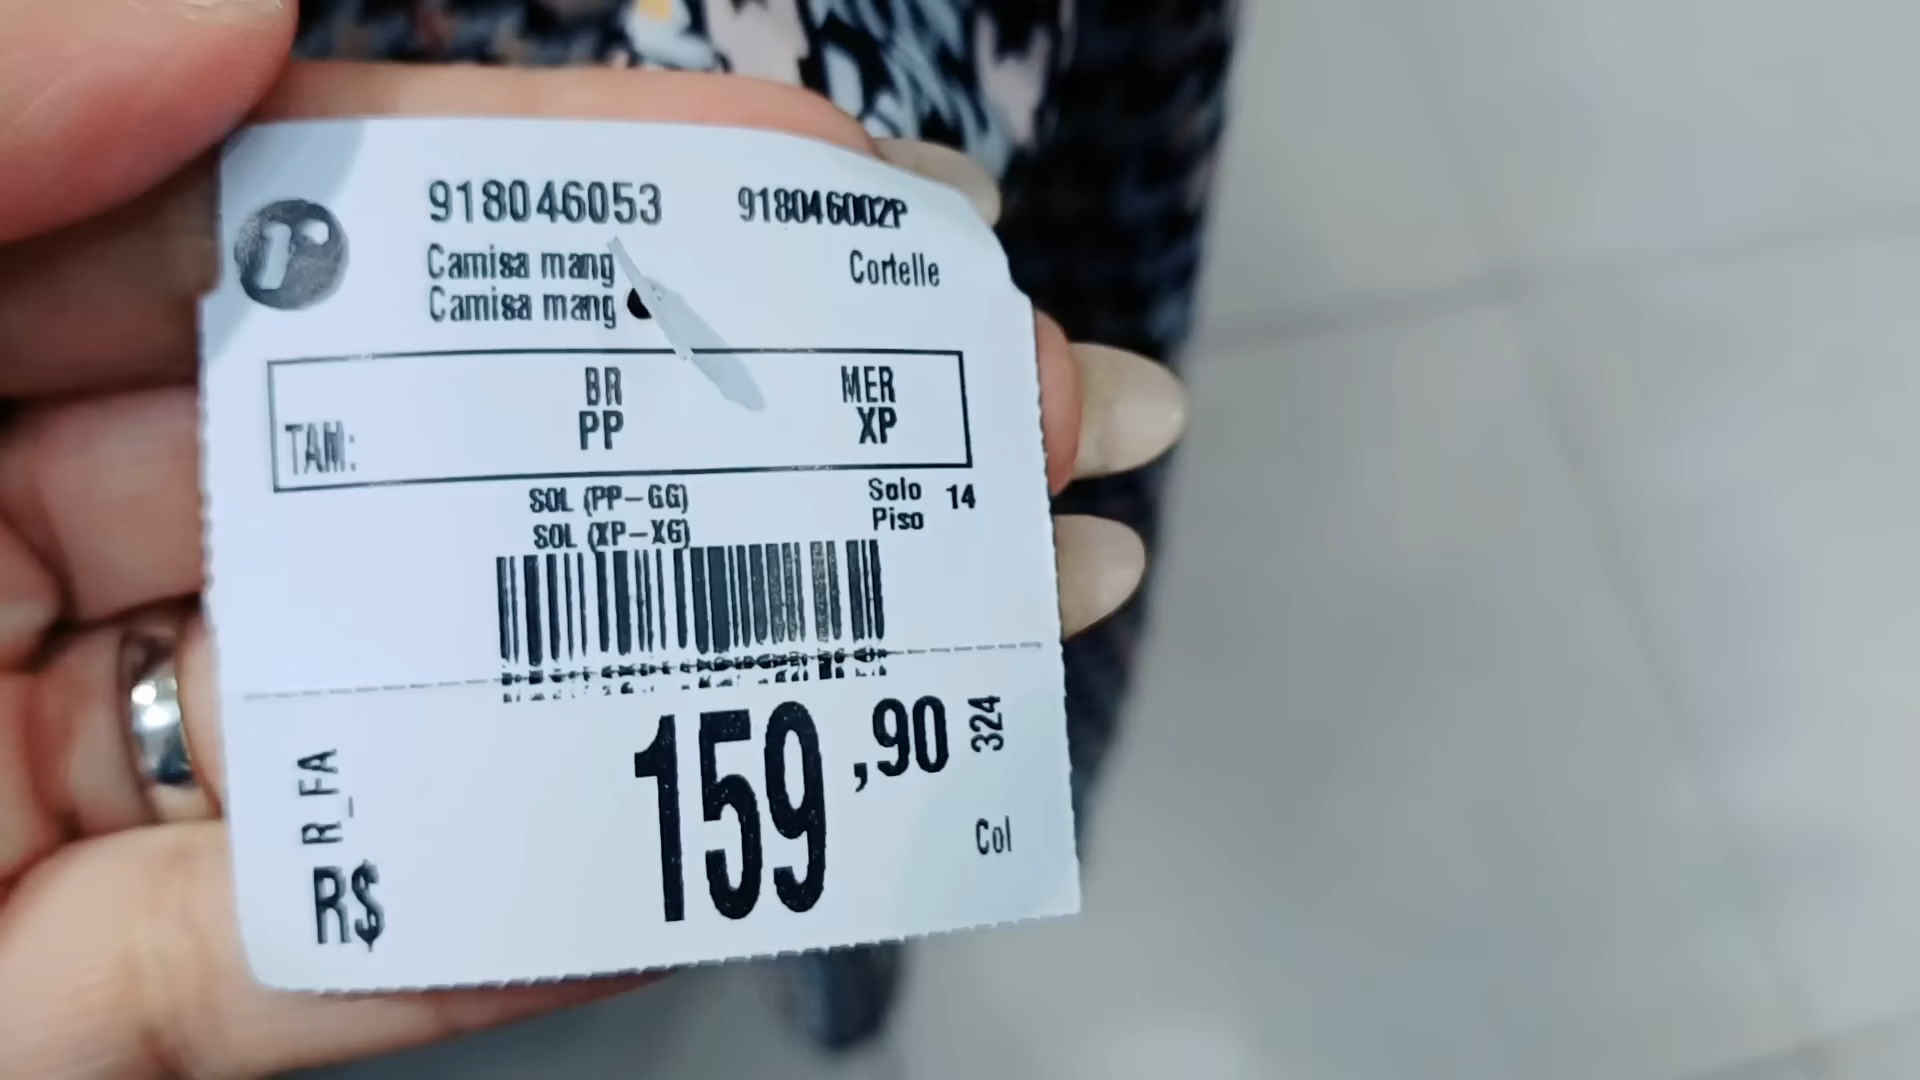 918046053 918046002P
Camisa mang Cortelle
Camisa mang
BR MER
TAM: PP XP
SOL (PP-GG) Salo 14
SOL (XP-XG) Piso
159,90 324
R_FA
R$ Col